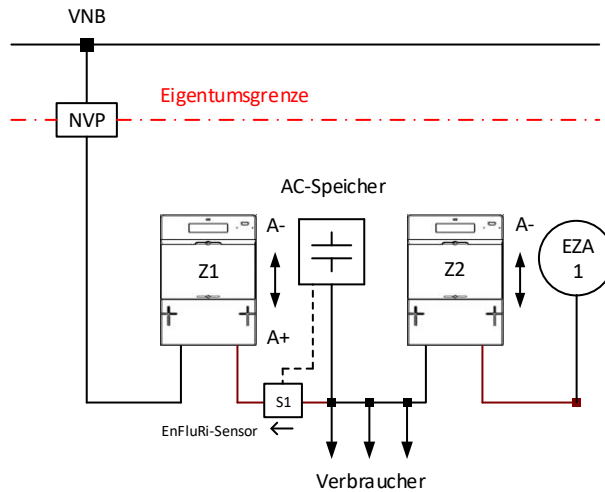 VNB
Eigentumsgrenze
NVP
AC-Speicher
A-
A-
Z1
Z2
EZA
1
A+
S1
EnFluRi-Sensor
Verbraucher